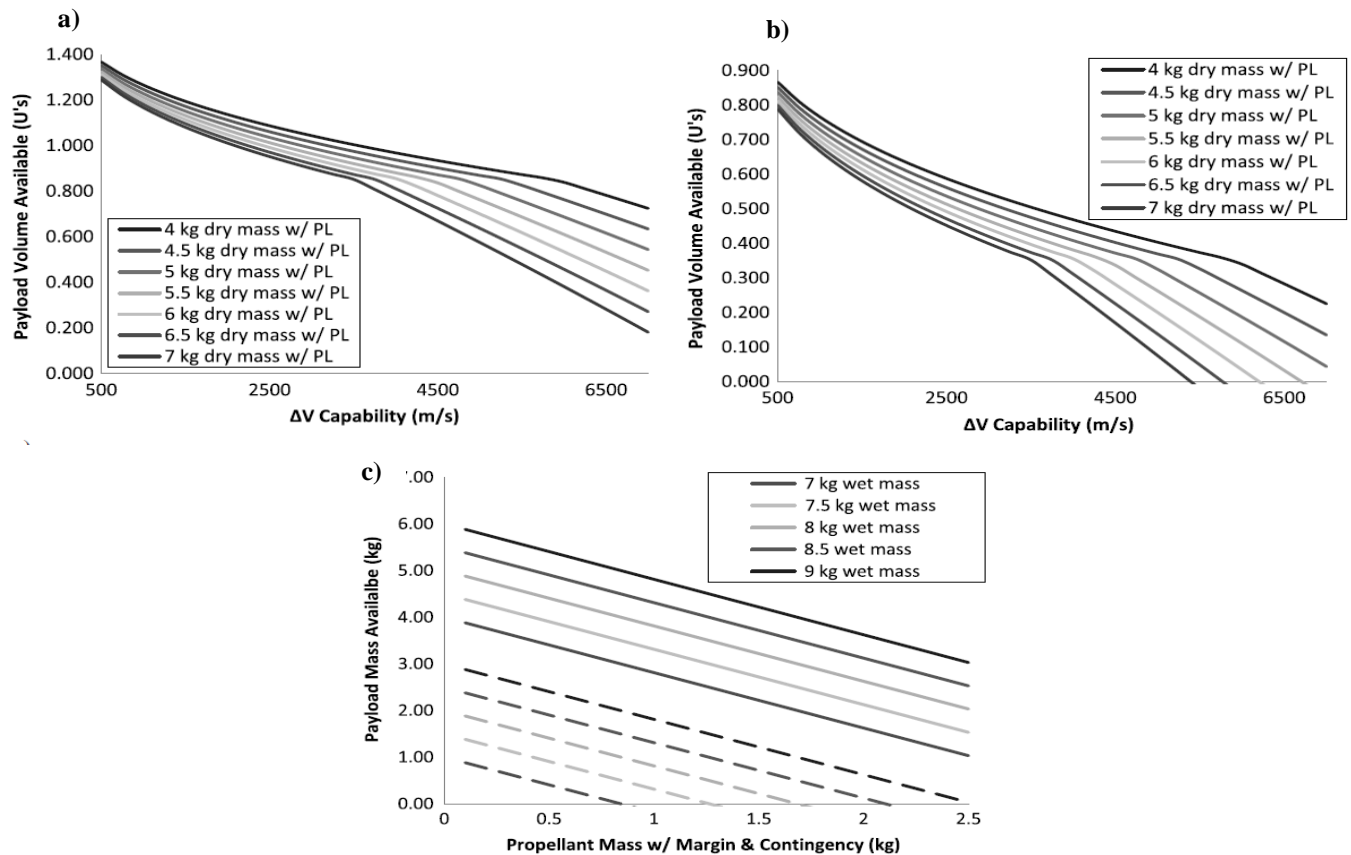 a)
1.400
1.200
1.000
0.800
0.600
0.400
0.200
0.000
Payload Volume Available (U's)
4 kg dry mass w/ PL
4.5 kg dry mass w/ PL
5 kg dry mass w/ PL
5.5 kg dry mass w/ PL
6 kg dry mass w/ PL
6.5 kg dry mass w/ PL
7 kg dry mass w/ PL
500 2500 4500 6500
ΔV Capability (m/s)
b)
0.900
0.800
0.700
0.600
0.500
0.400
0.300
0.200
0.100
0.000
Payload Volume Available (U's)
4 kg dry mass w/ PL
4.5 kg dry mass w/ PL
5 kg dry mass w/ PL
5.5 kg dry mass w/ PL
6 kg dry mass w/ PL
6.5 kg dry mass w/ PL
7 kg dry mass w/ PL
500 2500 4500 6500
ΔV Capability (m/s)
c)
.00
6.00
5.00
4.00
3.00
2.00
1.00
0.00
Payload Mass Availalbe (kg)
7 kg wet mass
7.5 kg wet mass
8 kg wet mass
8.5 wet mass
9 kg wet mass
0 0.5 1 1.5 2 2.5
Propellant Mass w/ Margin & Contingency (kg)